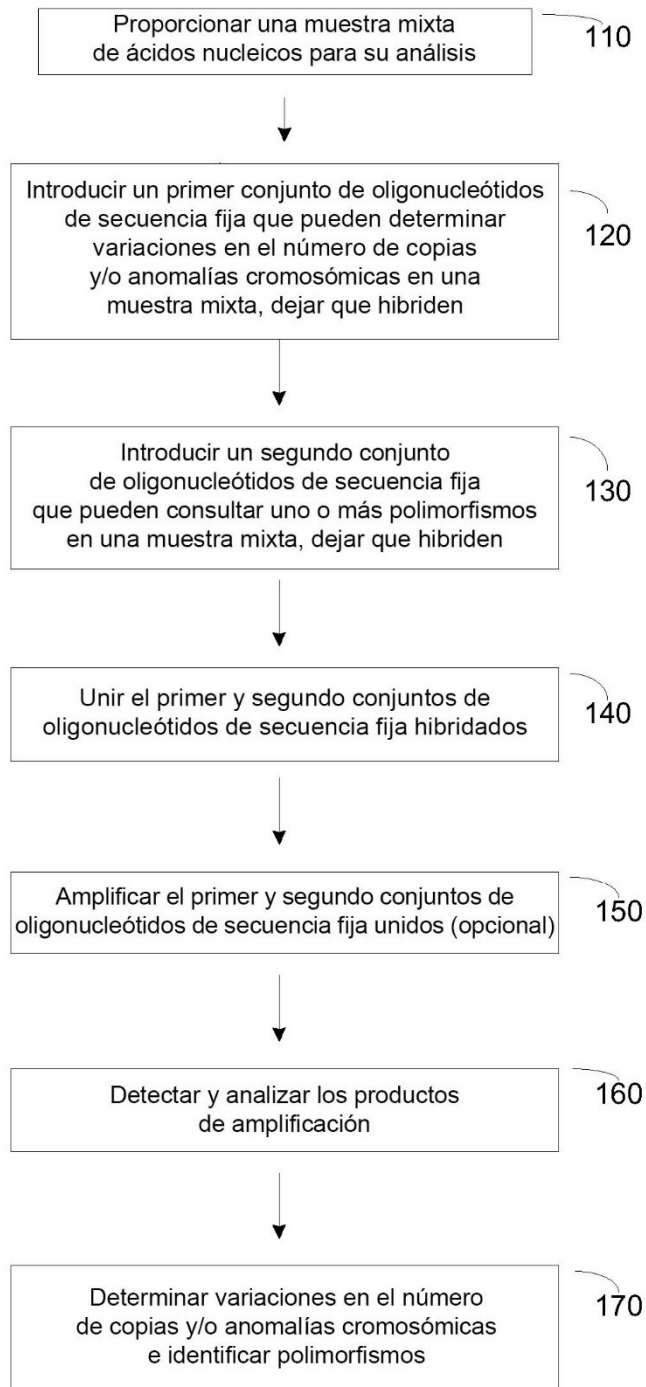 Proporcionar una muestra mixta
de ácidos nucleicos para su análisis
110
Introducir un primer conjunto de oligonucleótidos
de secuencia fija que pueden determinar
variaciones en el número de copias
y/o anomalías cromosómicas en una
muestra mixta, dejar que hibriden
120
Introducir un segundo conjunto
de oligonucleótidos de secuencia fija
que pueden consultar uno o más polimorfismos
en una muestra mixta, dejar que hibriden
130
Unir el primer y segundo conjuntos de
oligonucleótidos de secuencia fija hibridados
140
Amplificar el primer y segundo conjuntos de
oligonucleótidos de secuencia fija unidos (opcional)
150
Detectar y analizar los productos
de amplificación
160
Determinar variaciones en el número
de copias y/o anomalías cromosómicas
e identificar polimorfismos
170